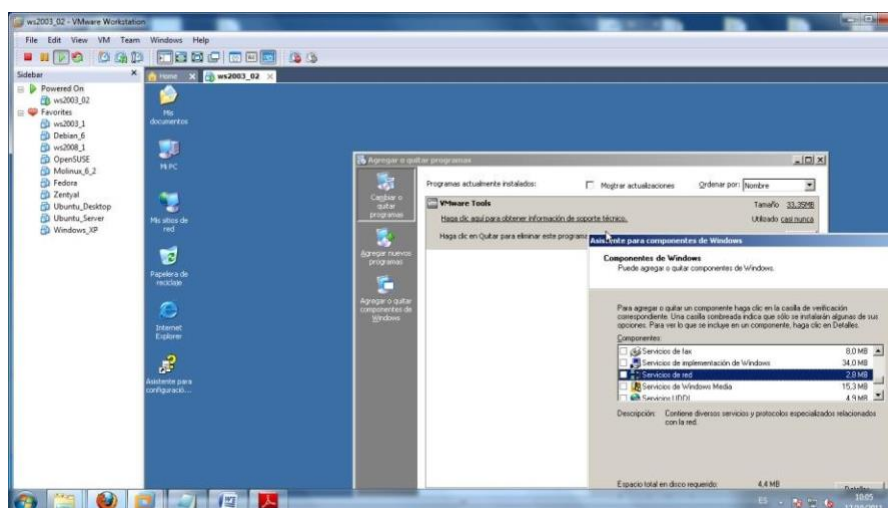 ws2003_02 - VMware Workstation
File Edit View VM Team Windows Help
Sidebar
Powered On
ws2003_02
Favorites
ws2003_1
Debian_6
ws2008_1
OpenSUSE
Molinux_6_2
Fedora
Zentyal
Ubuntu_Desktop
Ubuntu_Server
Windows_XP
Home
ws2003_02
Mis documentos
Mi PC
Mis sitios de red
Papelera de reciclaje
Internet Explorer
Asistente para configuració...
Agregar o quitar programas
Cambiar o quitar programas
Agregar nuevos programas
Agregar o quitar componentes de Windows
Programas actualmente instalados:
Mostrar actualizaciones
Ordenar por: Nombre
VMware Tools
Tamaño 33,35MB
Haga clic aquí para obtener información de soporte técnico.
Utilizado casi nunca
Haga clic en Quitar para eliminar este programa
Asistente para componentes de Windows
Componentes de Windows
Puede agregar o quitar componentes de Windows.
Para agregar o quitar un componente haga clic en la casilla de verificación
correspondiente. Una casilla sombreada indica que sólo se instalarán algunas de sus
opciones. Para ver lo que se incluye en un componente, haga clic en Detalles.
Componentes:
Servicios de fax 8,0 MB
Servicios de implementación de Windows 34,0 MB
Servicios de red 2,8 MB
Servicios de Windows Media 15,3 MB
Servicios UDDI 4,9 MB
Descripción: Contiene diversos servicios y protocolos especializados relacionados
con la red.
Espacio total en disco requerido: 4,4 MB
Detalles
ES
10:05